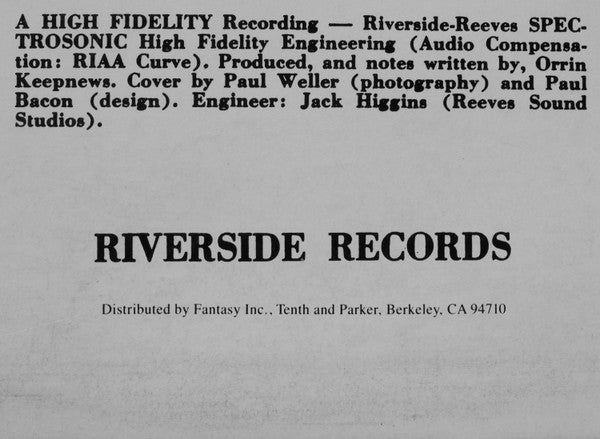 A HIGH FIDELITY Recording — Riverside-Reeves SPEC-
TROSONIC High Fidelity Engineering (Audio Compensa-
tion: RIAA Curve). Produced, and notes written by, Orrin
Keepnews. Cover by Paul Weller (photography) and Paul
Bacon (design). Engineer: Jack Higgins (Reeves Sound
Studios).
RIVERSIDE RECORDS
Distributed by Fantasy Inc., Tenth and Parker, Berkeley, CA 94710